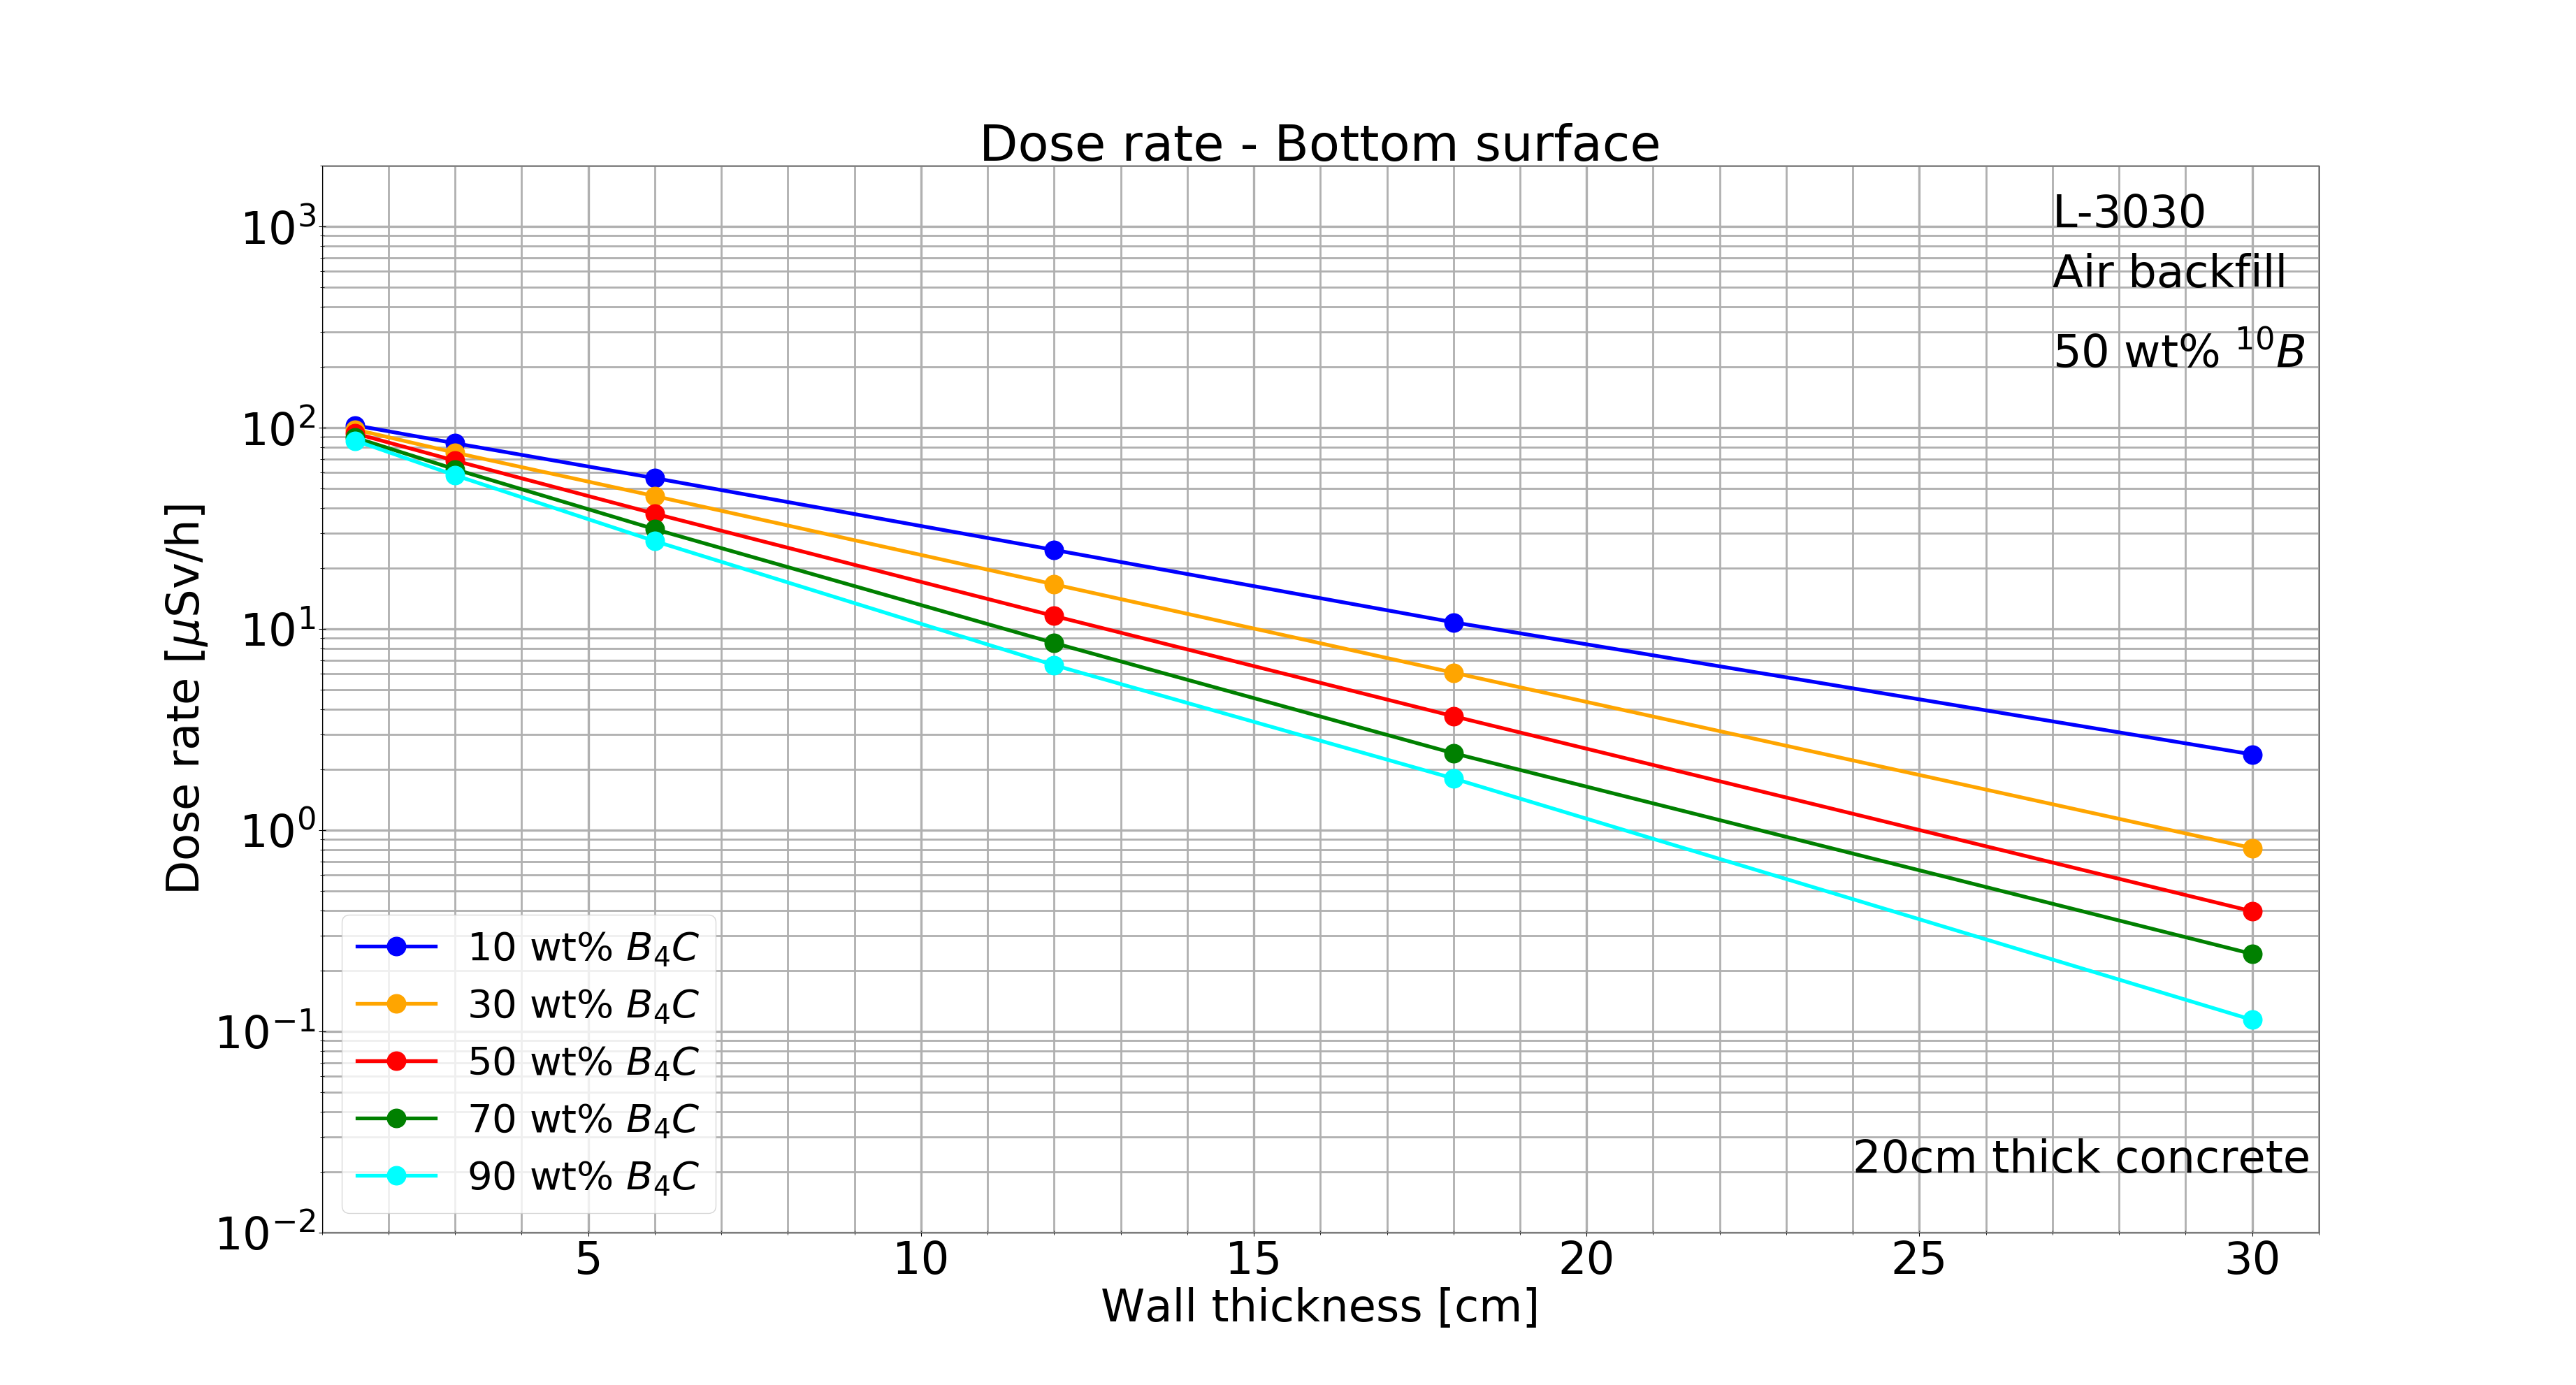 Dose rate - Bottom surface
L-3030
Air backfill
50 wt% ¹⁰B
10³
10²
10¹
10⁰
10⁻¹
10⁻²
Dose rate [μSv/h]
10 wt% B₄C
30 wt% B₄C
50 wt% B₄C
70 wt% B₄C
90 wt% B₄C
20cm thick concrete
5 10 15 20 25 30
Wall thickness [cm]